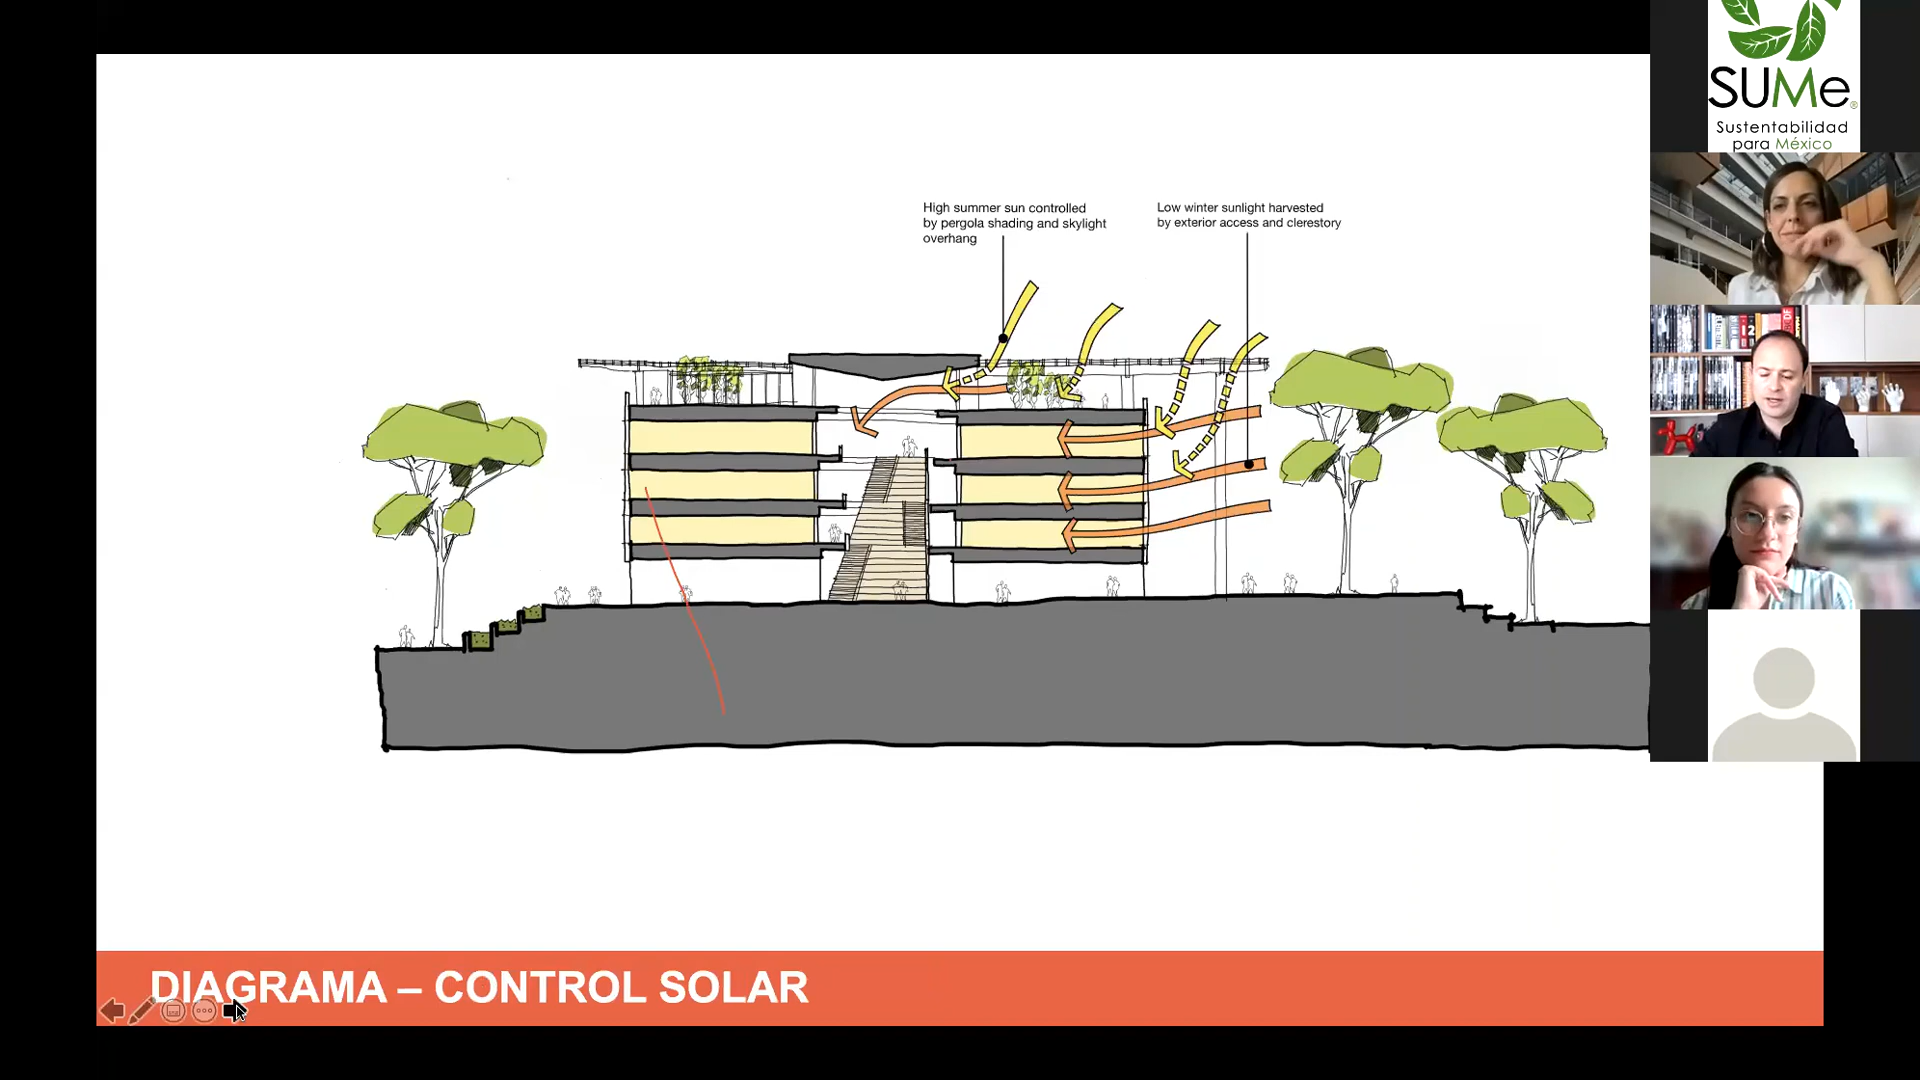 High summer sun controlled
by pergola shading and skylight
overhang
Low winter sunlight harvested
by exterior access and clerestory
DIAGRAMA – CONTROL SOLAR
SUMe®
Sustentabilidad
para México